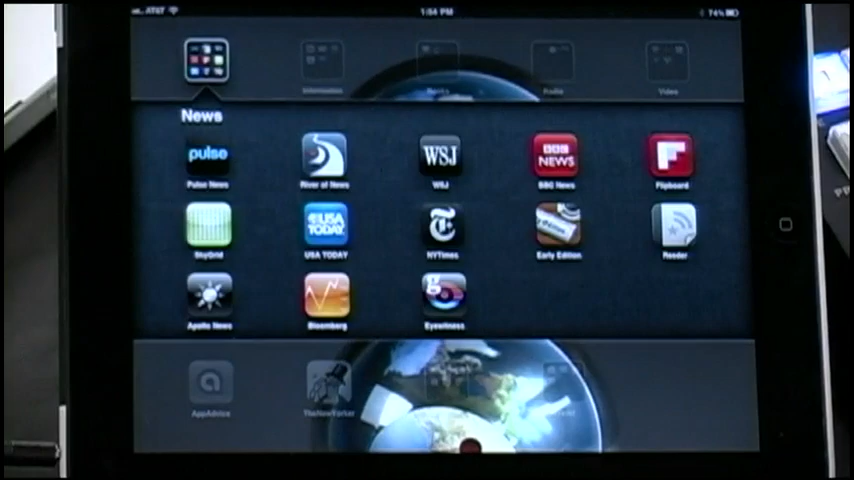 AT&T
1:54 PM
74%
Information
Books
Radio
Video
News
pulse
WSJ
BBC
NEWS
Pulse News
River of News
WSJ
BBC News
Flipboard
USA
TODAY
SkyGrid
USA TODAY
NYTimes
Early Edition
Reeder
g
Apollo News
Bloomberg
Eyewitness
AppAdvice
TheNewYorker